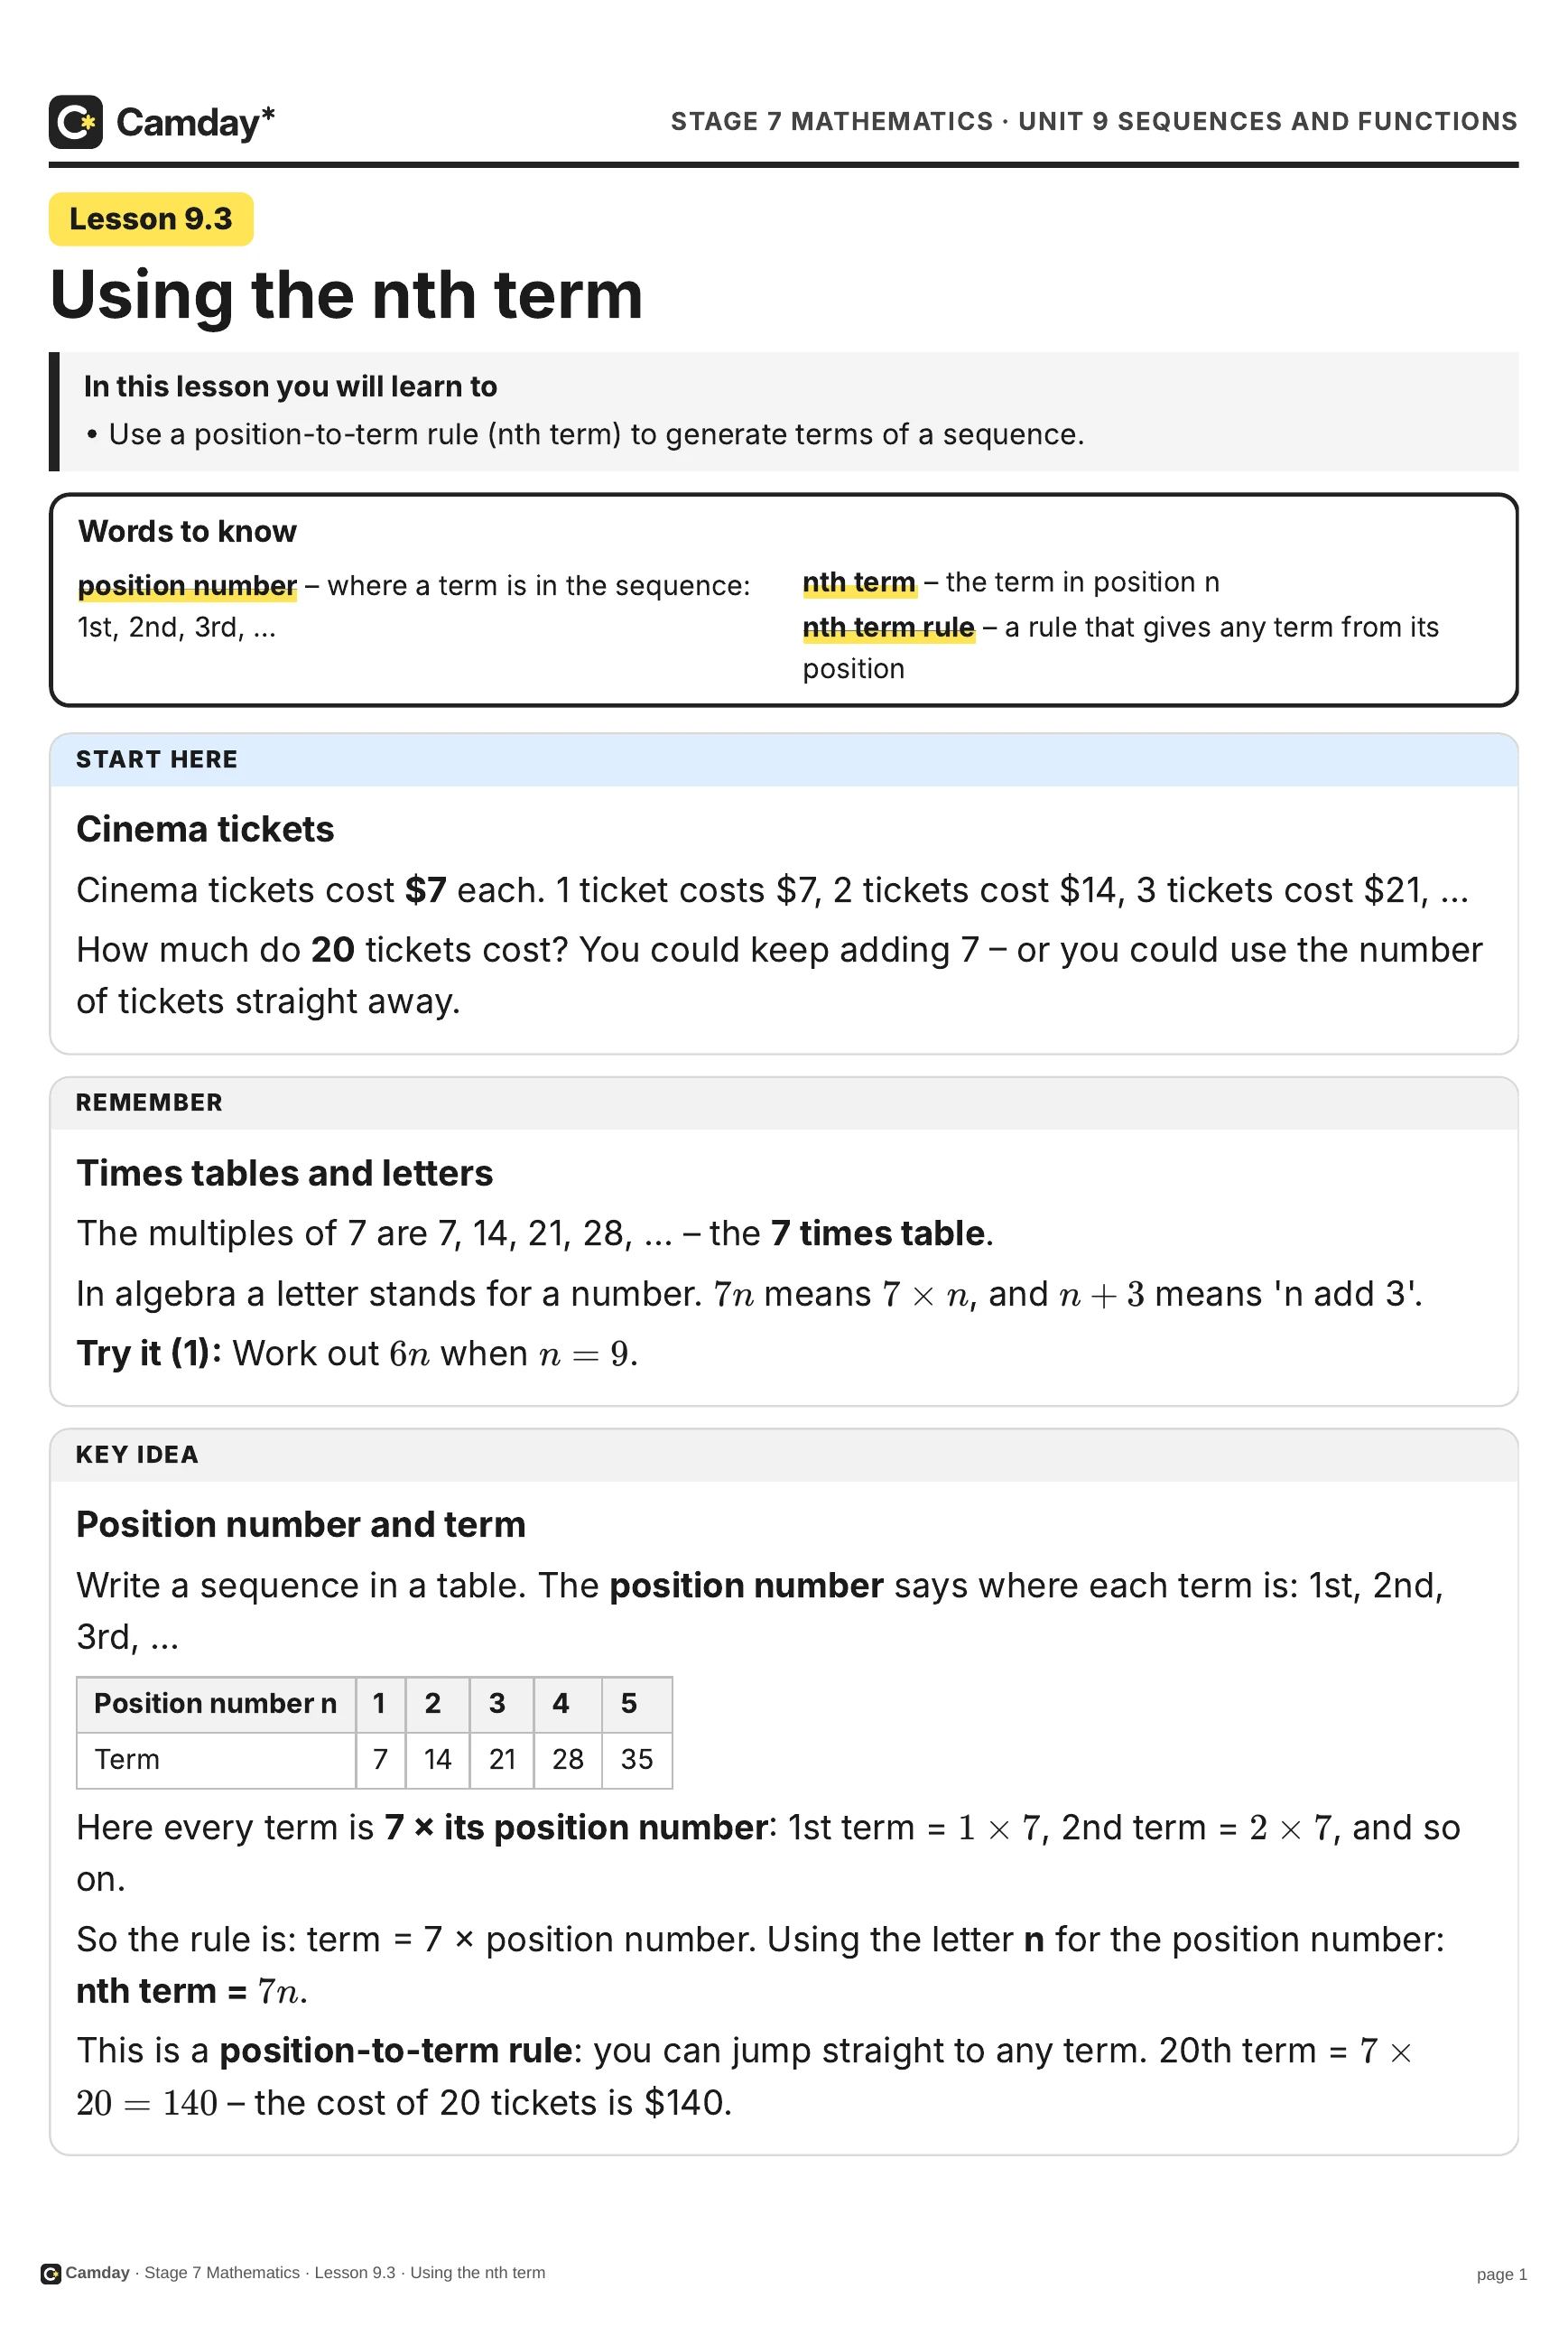 Camday*
STAGE 7 MATHEMATICS · UNIT 9 SEQUENCES AND FUNCTIONS
Lesson 9.3
Using the nth term
In this lesson you will learn to
• Use a position-to-term rule (nth term) to generate terms of a sequence.
Words to know
position number – where a term is in the sequence:
1st, 2nd, 3rd, ...
nth term – the term in position n
nth term rule – a rule that gives any term from its
position
START HERE
Cinema tickets
Cinema tickets cost $7 each. 1 ticket costs $7, 2 tickets cost $14, 3 tickets cost $21, ...
How much do 20 tickets cost? You could keep adding 7 – or you could use the number
of tickets straight away.
REMEMBER
Times tables and letters
The multiples of 7 are 7, 14, 21, 28, ... – the 7 times table.
In algebra a letter stands for a number. 7n means 7 × n, and n + 3 means 'n add 3'.
Try it (1): Work out 6n when n = 9.
KEY IDEA
Position number and term
Write a sequence in a table. The position number says where each term is: 1st, 2nd,
3rd, ...
Position number n 1 2 3 4 5
Term 7 14 21 28 35
Here every term is 7 × its position number: 1st term = 1 × 7, 2nd term = 2 × 7, and so
on.
So the rule is: term = 7 × position number. Using the letter n for the position number:
nth term = 7n.
This is a position-to-term rule: you can jump straight to any term. 20th term = 7 ×
20 = 140 – the cost of 20 tickets is $140.
Camday · Stage 7 Mathematics · Lesson 9.3 · Using the nth term
page 1